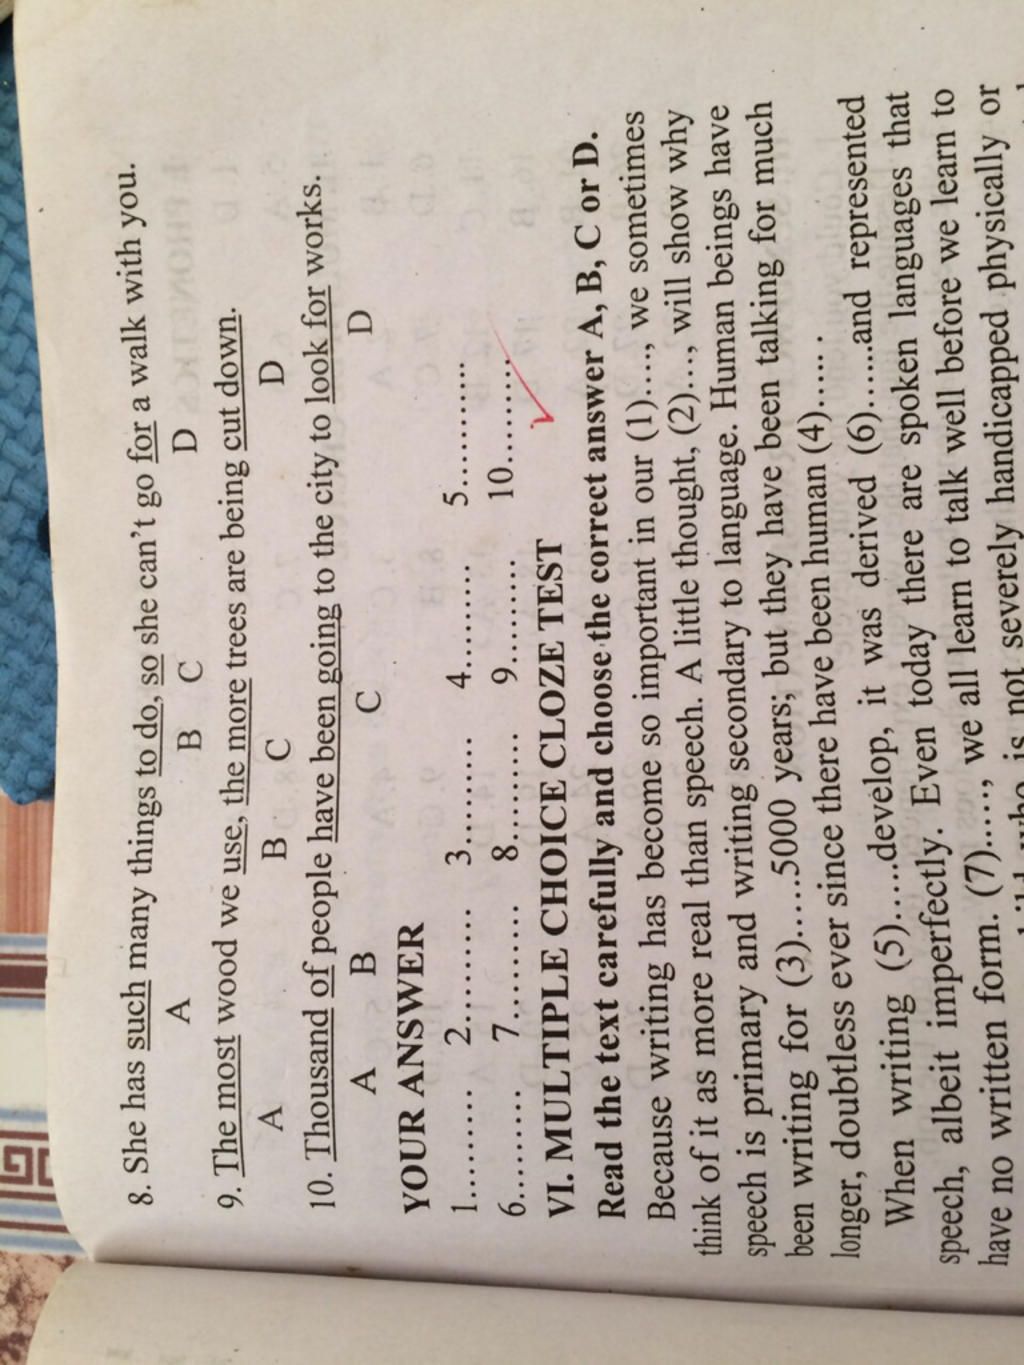 8. She has such many things to do, so she can't go for a walk with you.
A B C D
9. The most wood we use, the more trees are being cut down.
A B C D
10. Thousand of people have been going to the city to look for works.
A B C D
YOUR ANSWER
1......... 2.......... 3.......... 4.......... 5..........
6......... 7.......... 8.......... 9.......... 10..........
VI. MULTIPLE CHOICE CLOZE TEST
Read the text carefully and choose the correct answer A, B, C or D.
Because writing has become so important in our (1)...., we sometimes
think of it as more real than speech. A little thought, (2)..., will show why
speech is primary and writing secondary to language. Human beings have
been writing for (3).....5000 years; but they have been talking for much
longer, doubtless ever since there have been human (4)..... .
When writing (5).....develop, it was derived (6).....and represented
speech, albeit imperfectly. Even today there are spoken languages that
have no written form. (7)....., we all learn to talk well before we learn to
who is not severely handicapped physically or